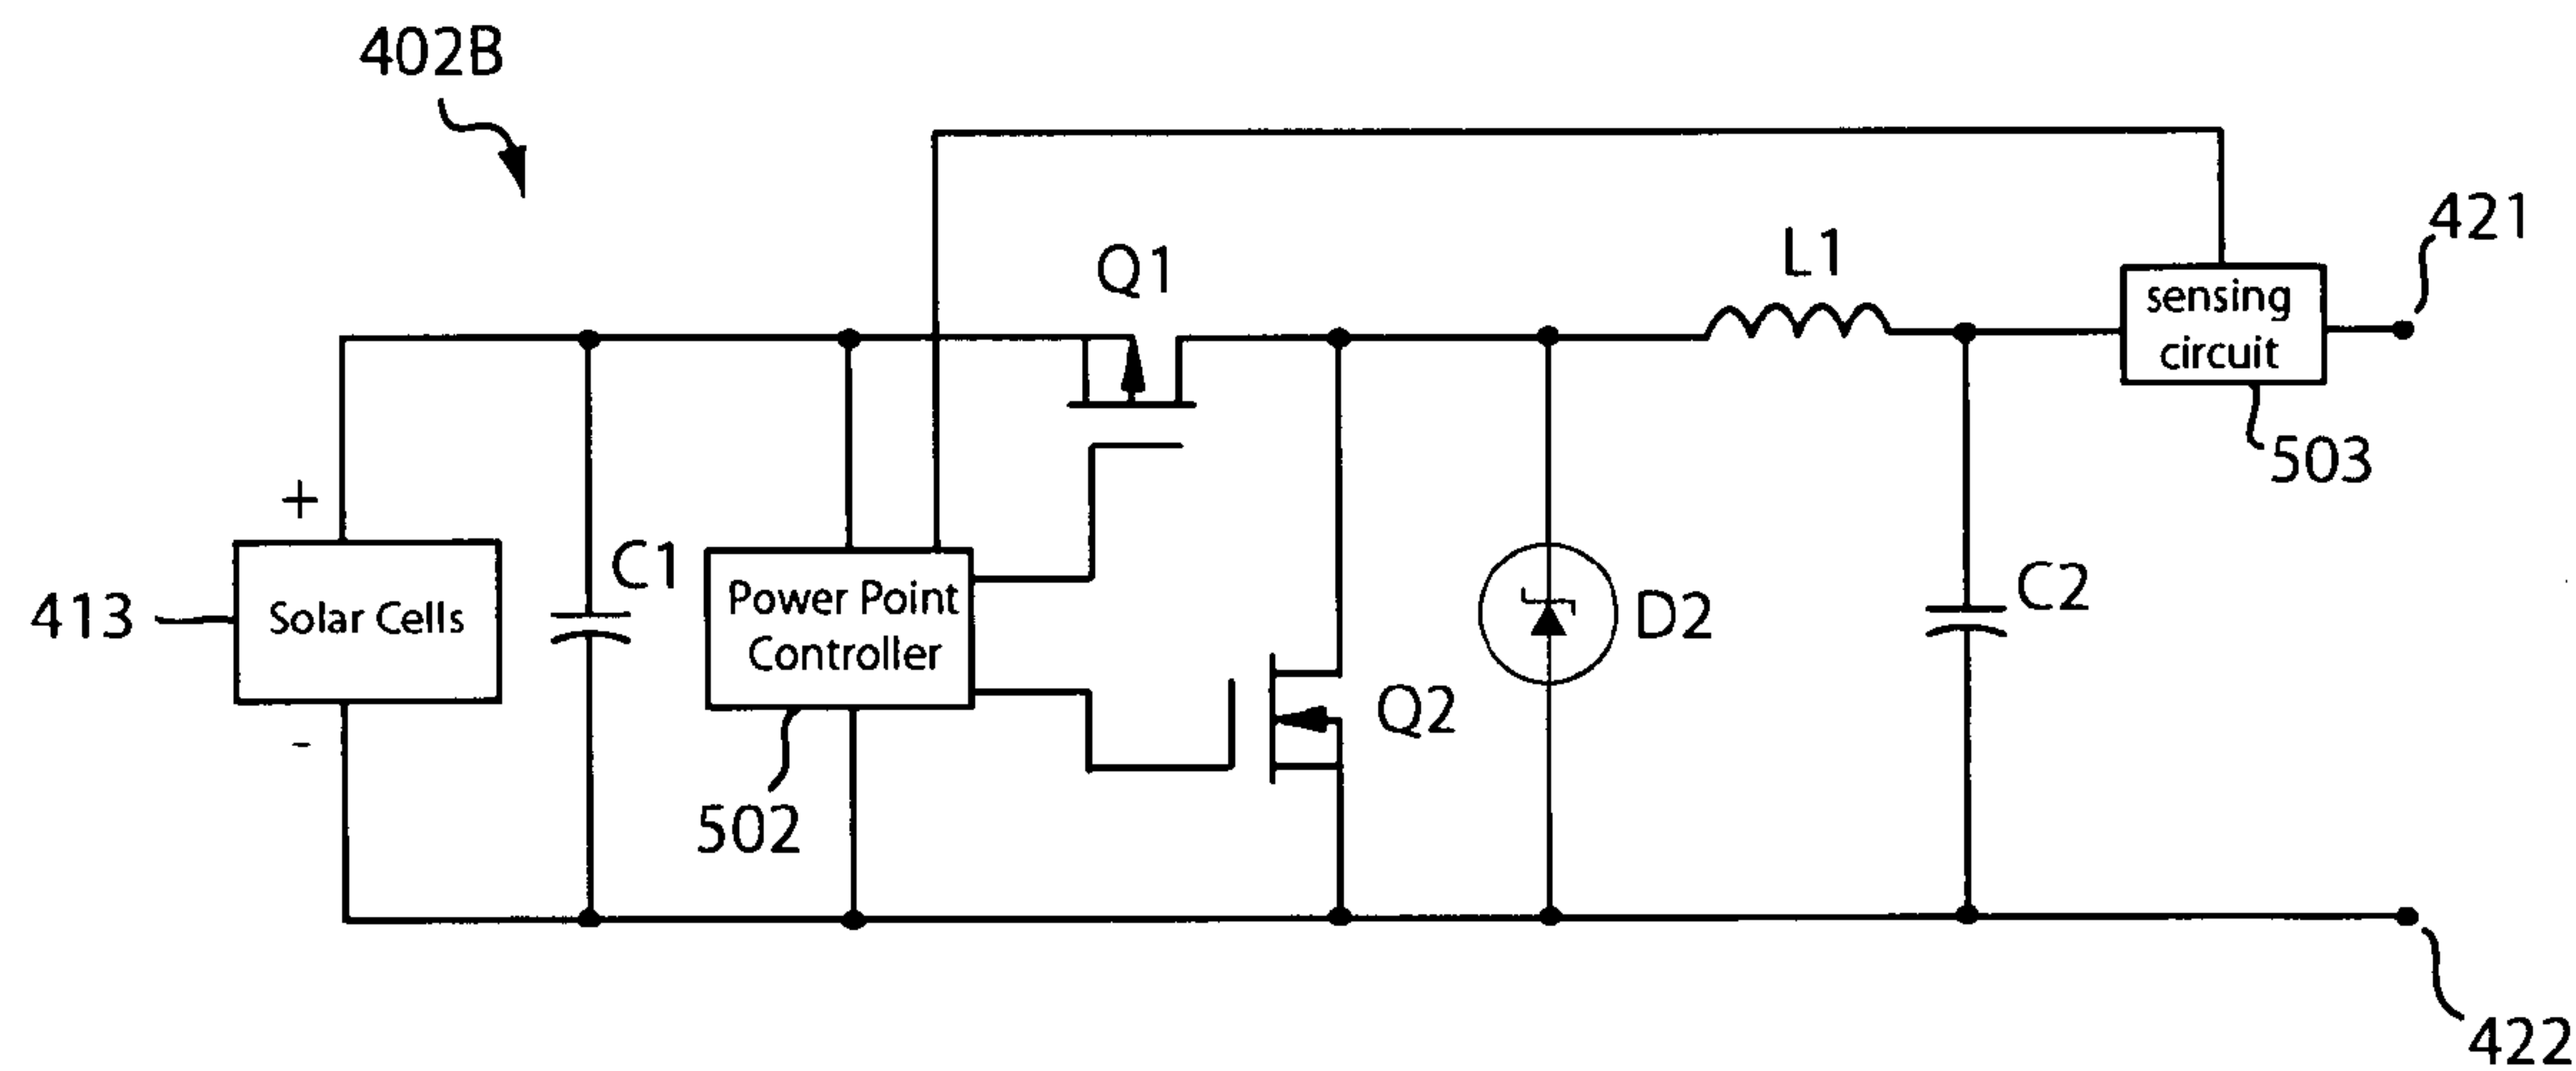 402B
421
Q1
L1
sensing
circuit
503
+
C1
Power Point
Controller
413
Solar Cells
D2
C2
-
Q2
502
422